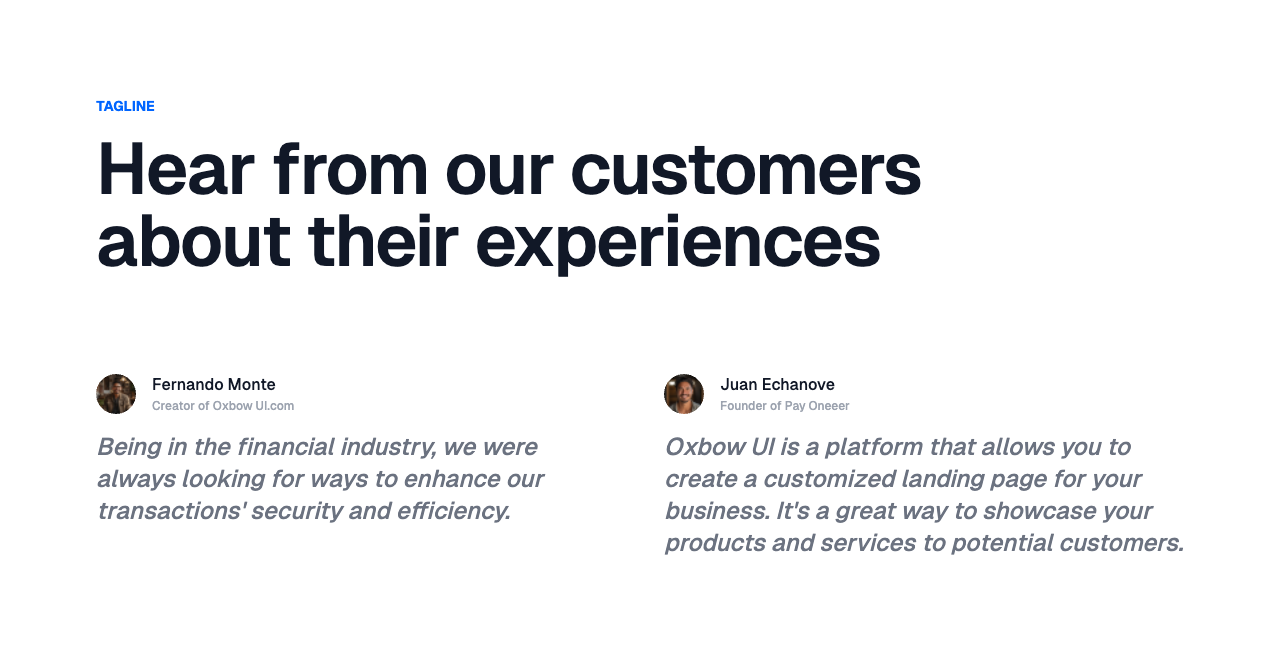 TAGLINE
Hear from our customers
about their experiences
Fernando Monte
Creator of Oxbow UI.com
Being in the financial industry, we were
always looking for ways to enhance our
transactions' security and efficiency.
Juan Echanove
Founder of Pay Oneeer
Oxbow UI is a platform that allows you to
create a customized landing page for your
business. It's a great way to showcase your
products and services to potential customers.